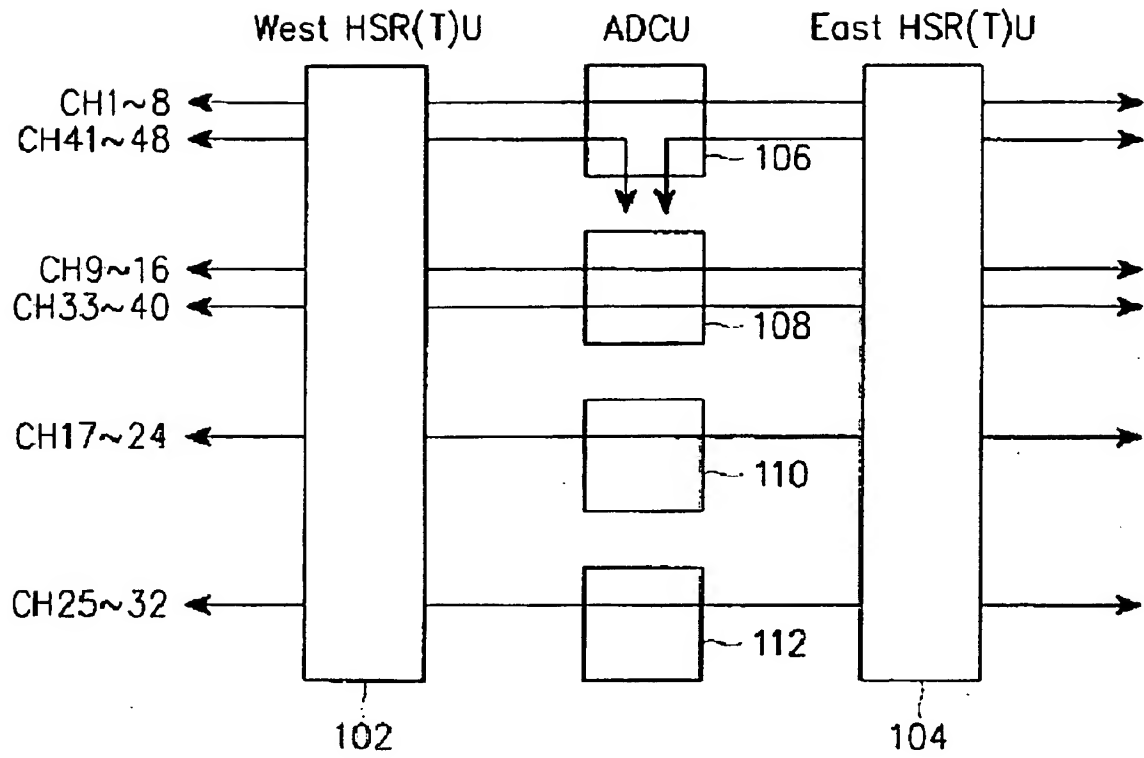 West HSR(T)U ADCU East HSR(T)U
CH1~8
CH41~48
106
CH9~16
CH33~40
108
CH17~24
110
CH25~32
112
102 104